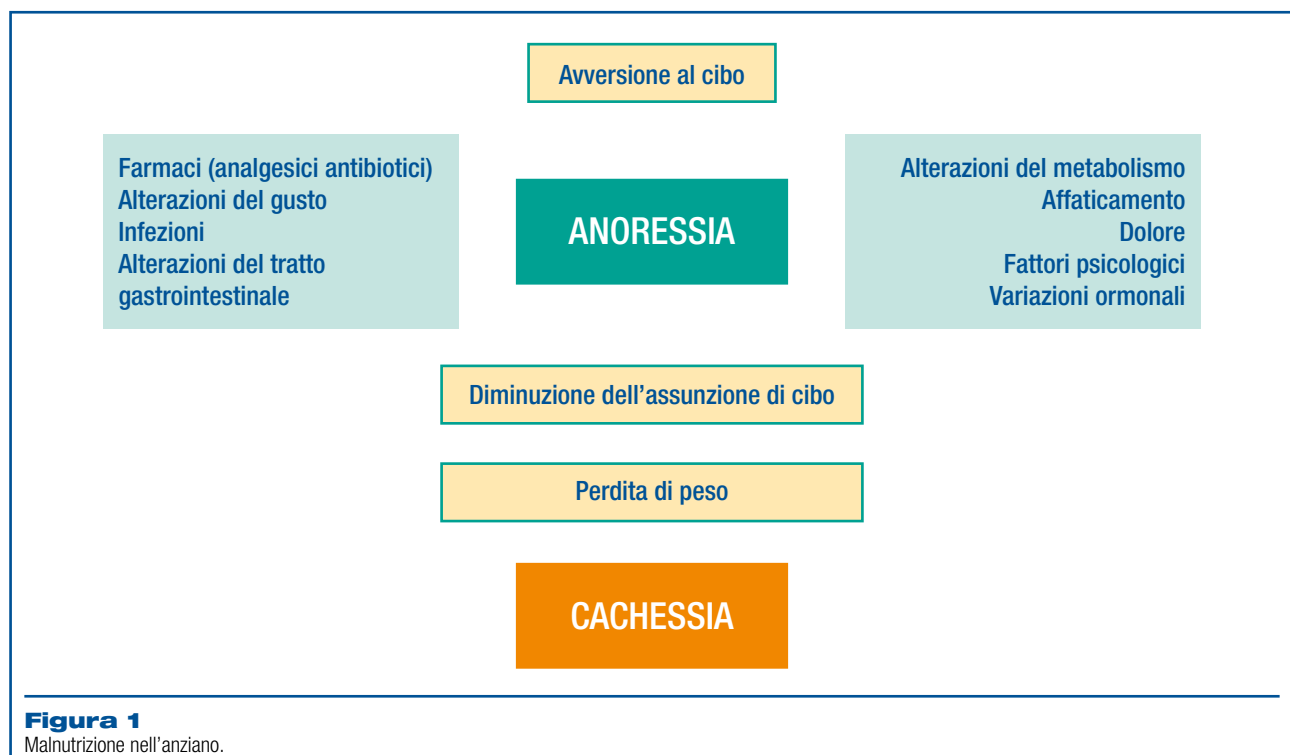 Avversione al cibo
Farmaci (analgesici antibiotici)
Alterazioni del gusto
Infezioni
Alterazioni del tratto
gastrointestinale
ANORESSIA
Alterazioni del metabolismo
Affaticamento
Dolore
Fattori psicologici
Variazioni ormonali
Diminuzione dell’assunzione di cibo
Perdita di peso
CACHESSIA
Figura 1
Malnutrizione nell’anziano.